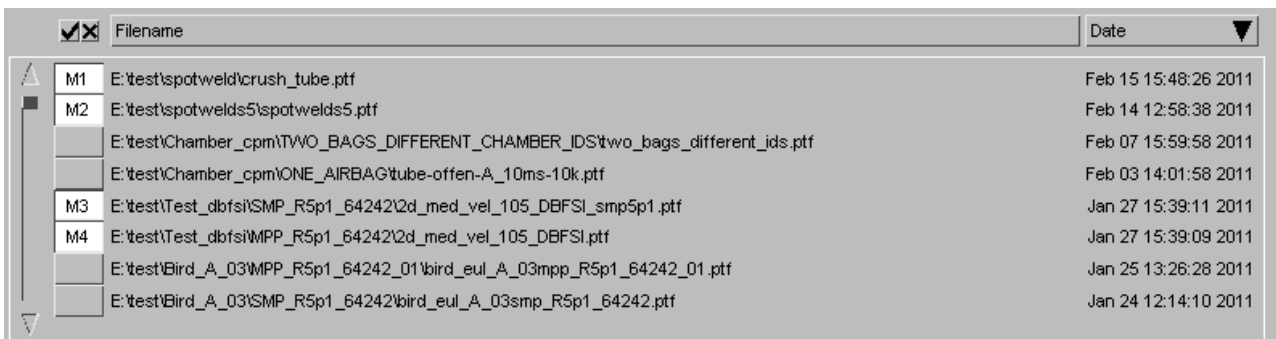 Filename Date
M1 E:\test\spotweld\crush_tube.ptf Feb 15 15:48:26 2011
M2 E:\test\spotwelds5\spotwelds5.ptf Feb 14 12:58:38 2011
E:\test\Chamber_cpm\TWO_BAGS_DIFFERENT_CHAMBER_IDS\two_bags_different_ids.ptf Feb 07 15:59:58 2011
E:\test\Chamber_cpm\ONE_AIRBAG\tube-offen-A_10ms-10k.ptf Feb 03 14:01:58 2011
M3 E:\test\Test_dbfsi\SMP_R5p1_64242\2d_med_vel_105_DBFSI_smp5p1.ptf Jan 27 15:39:11 2011
M4 E:\test\Test_dbfsi\MPP_R5p1_64242\2d_med_vel_105_DBFSI.ptf Jan 27 15:39:09 2011
E:\test\Bird_A_03\MPP_R5p1_64242_01\bird_eul_A_03mpp_R5p1_64242_01.ptf Jan 25 13:26:28 2011
E:\test\Bird_A_03\SMP_R5p1_64242\bird_eul_A_03smp_R5p1_64242.ptf Jan 24 12:14:10 2011